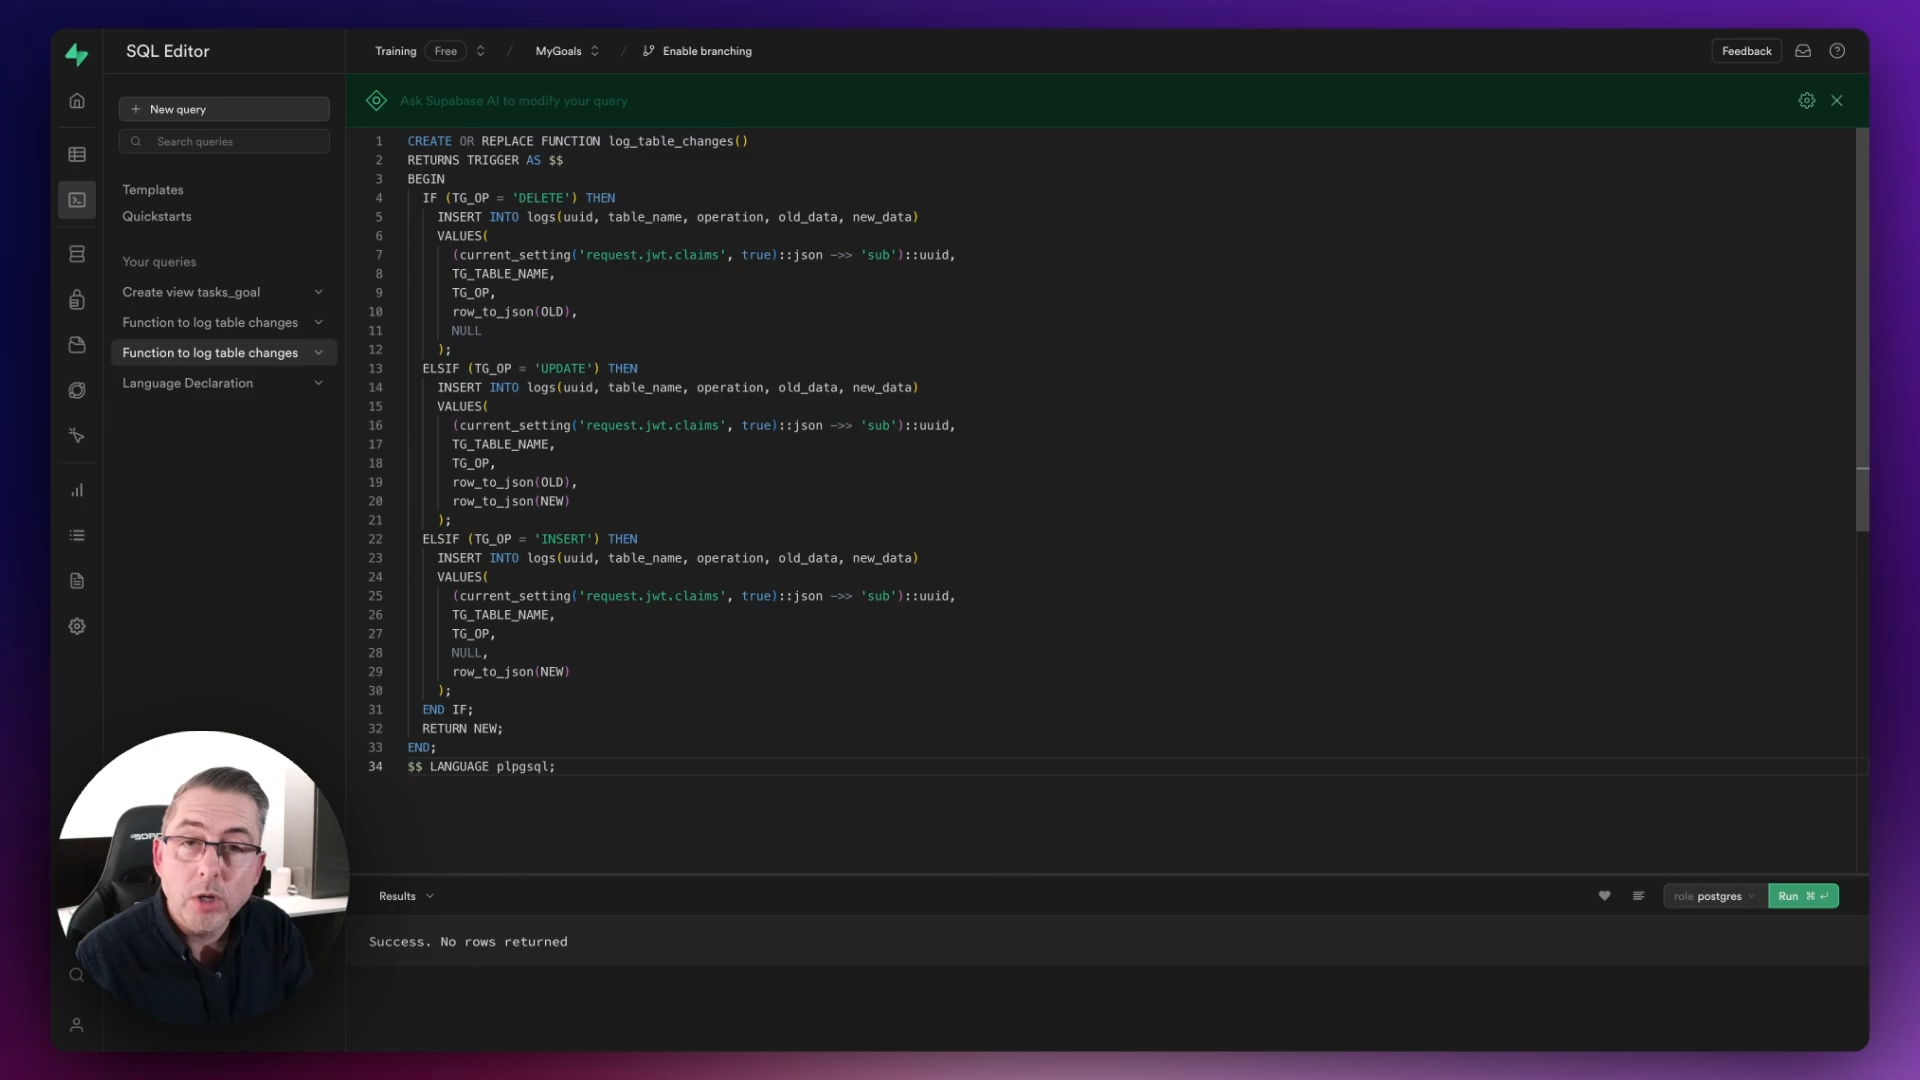 SQL Editor
Training Free / MyGoals / Enable branching
Feedback
New query
Search queries
Templates
Quickstarts
Your queries
Create view tasks_goal
Function to log table changes
Function to log table changes
Language Declaration
Ask Supabase AI to modify your query
1 CREATE OR REPLACE FUNCTION log_table_changes()
2 RETURNS TRIGGER AS $$
3 BEGIN
4 IF (TG_OP = 'DELETE') THEN
5 INSERT INTO logs(uuid, table_name, operation, old_data, new_data)
6 VALUES(
7 (current_setting('request.jwt.claims', true)::json ->> 'sub')::uuid,
8 TG_TABLE_NAME,
9 TG_OP,
10 row_to_json(OLD),
11 NULL
12 );
13 ELSIF (TG_OP = 'UPDATE') THEN
14 INSERT INTO logs(uuid, table_name, operation, old_data, new_data)
15 VALUES(
16 (current_setting('request.jwt.claims', true)::json ->> 'sub')::uuid,
17 TG_TABLE_NAME,
18 TG_OP,
19 row_to_json(OLD),
20 row_to_json(NEW)
21 );
22 ELSIF (TG_OP = 'INSERT') THEN
23 INSERT INTO logs(uuid, table_name, operation, old_data, new_data)
24 VALUES(
25 (current_setting('request.jwt.claims', true)::json ->> 'sub')::uuid,
26 TG_TABLE_NAME,
27 TG_OP,
28 NULL,
29 row_to_json(NEW)
30 );
31 END IF;
32 RETURN NEW;
33 END;
34 $$ LANGUAGE plpgsql;
Results
role postgres
Run ⌘ ↵
Success. No rows returned